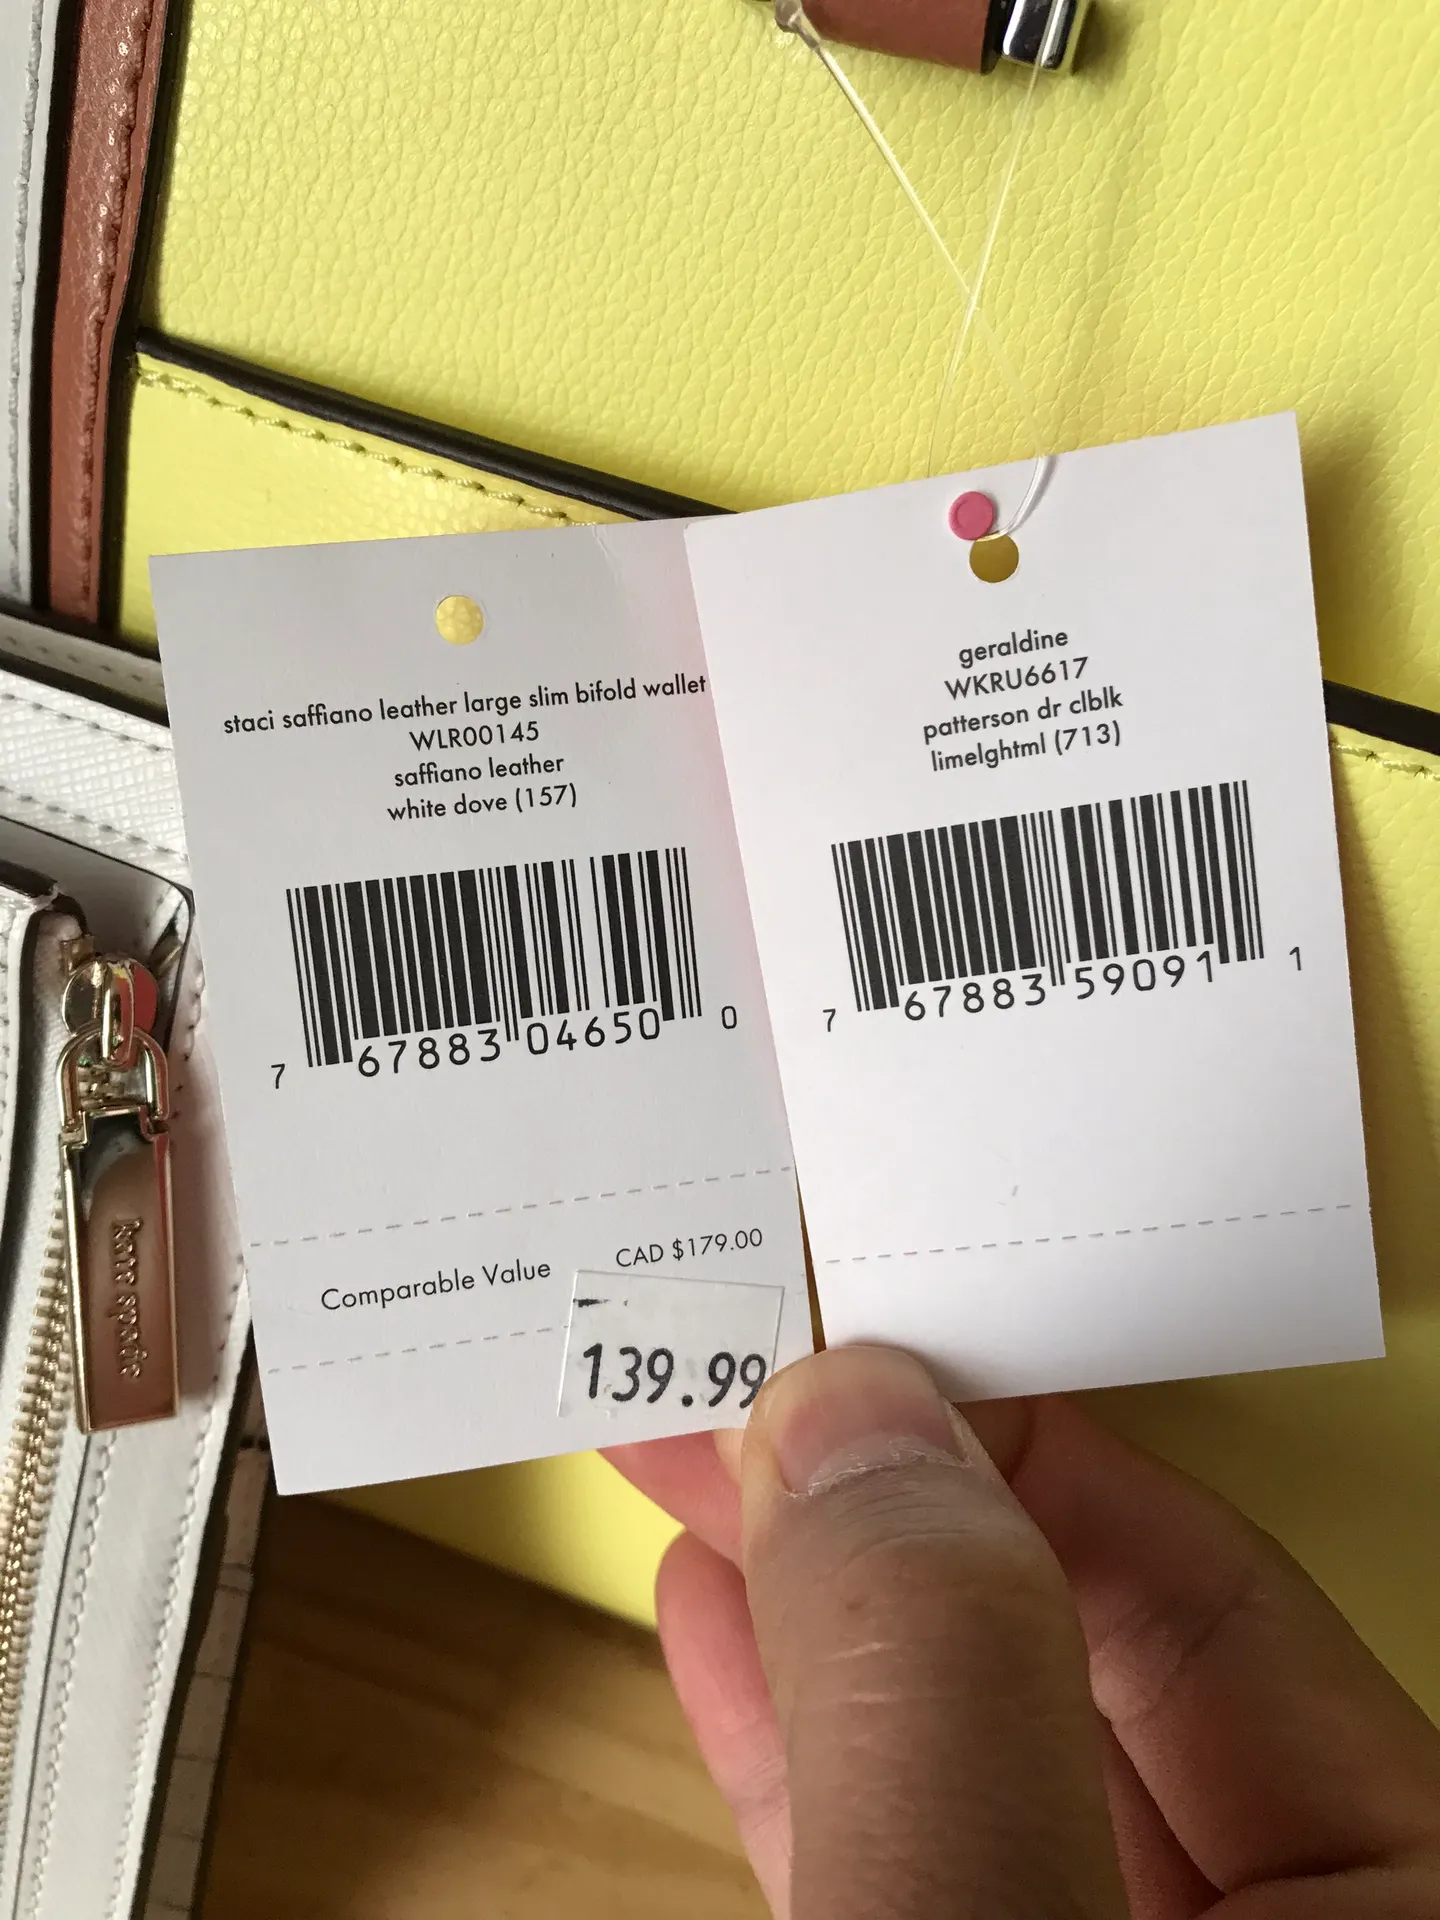 staci saffiano leather large slim bifold wallet
WLR00145
saffiano leather
white dove (157)
7 67883 04650 0
Comparable Value CAD $179.00
139.99
geraldine
WKRU6617
patterson dr clblk
limelghtml (713)
7 67883 59091 1
kate spade